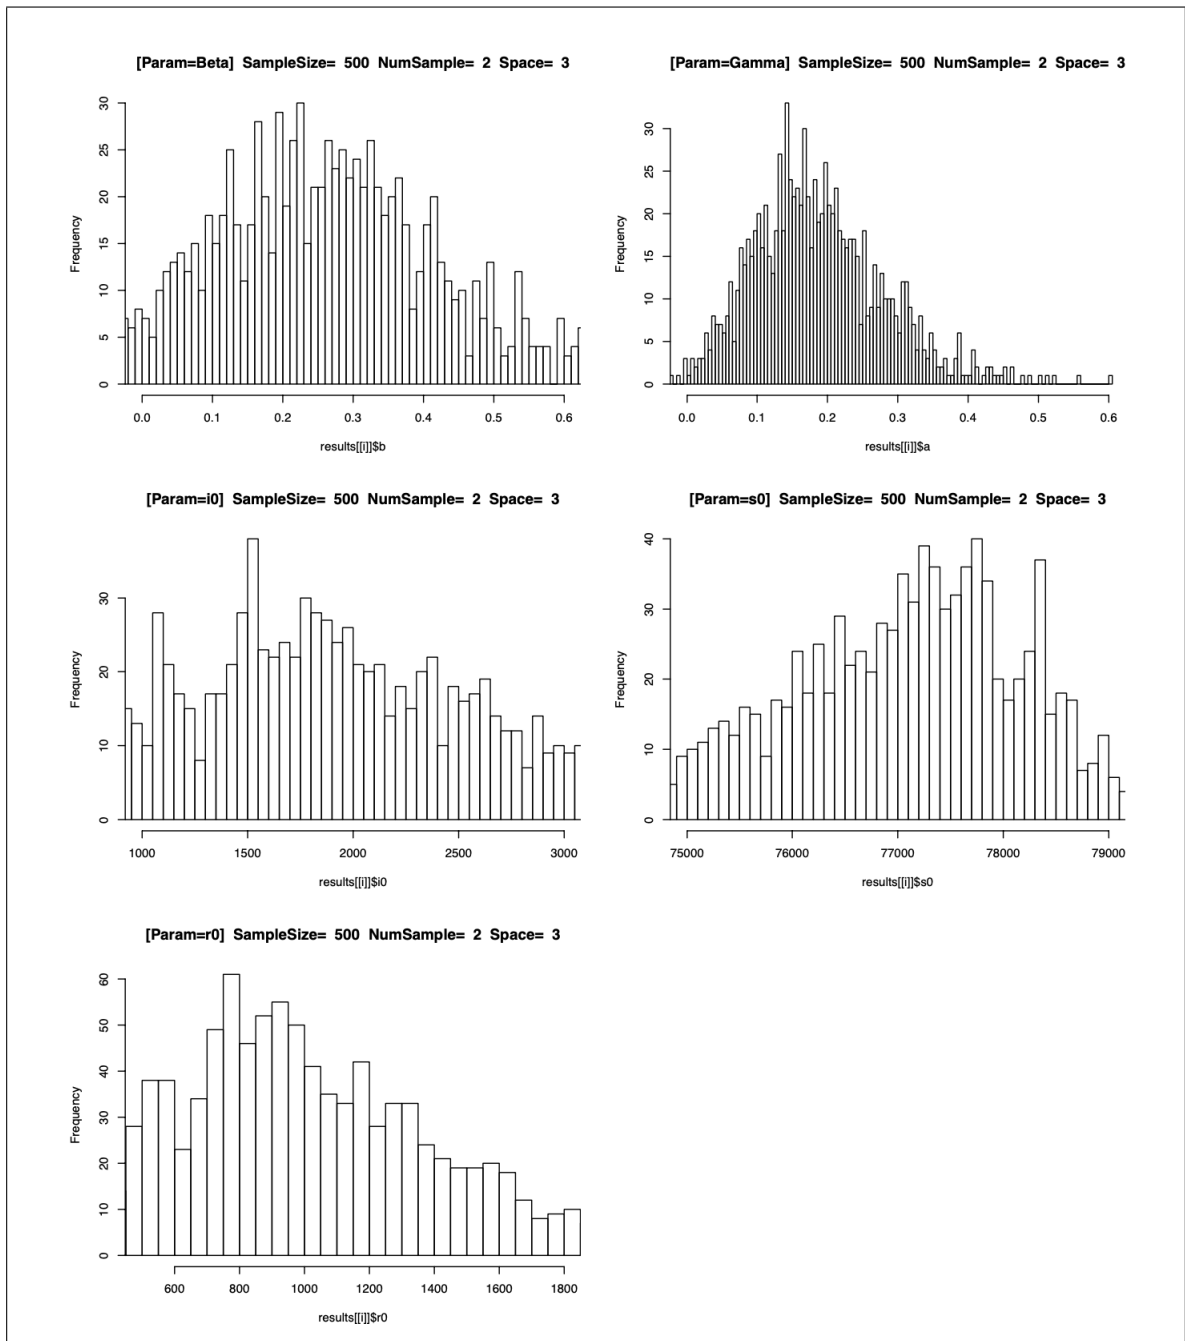 [Param=Beta] SampleSize= 500 NumSample= 2 Space= 3
Frequency
0 5 10 15 20 25 30
0.0 0.1 0.2 0.3 0.4 0.5 0.6
results[[i]]$b
[Param=Gamma] SampleSize= 500 NumSample= 2 Space= 3
Frequency
0 5 10 15 20 25 30
0.0 0.1 0.2 0.3 0.4 0.5 0.6
results[[i]]$a
[Param=i0] SampleSize= 500 NumSample= 2 Space= 3
Frequency
0 10 20 30
1000 1500 2000 2500 3000
results[[i]]$i0
[Param=s0] SampleSize= 500 NumSample= 2 Space= 3
Frequency
0 10 20 30 40
75000 76000 77000 78000 79000
results[[i]]$s0
[Param=r0] SampleSize= 500 NumSample= 2 Space= 3
Frequency
0 10 20 30 40 50 60
600 800 1000 1200 1400 1600 1800
results[[i]]$r0